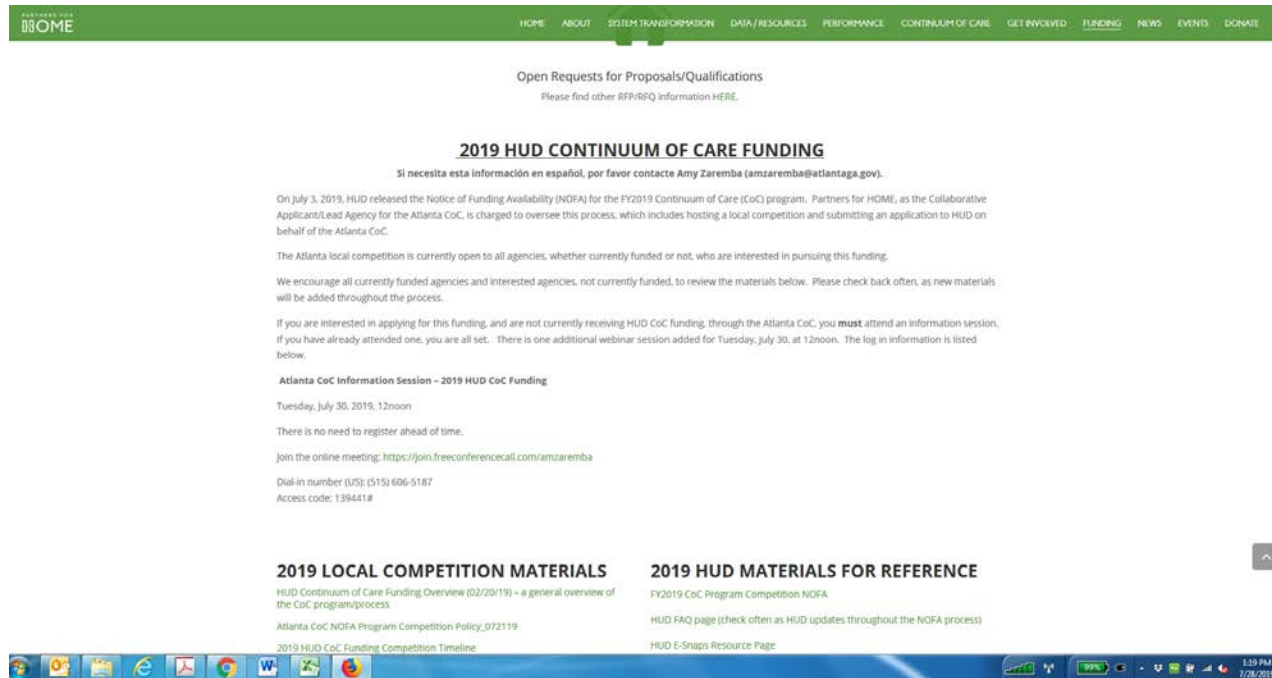 PARTNERS FOR
HOME
HOME ABOUT SYSTEM TRANSFORMATION DATA / RESOURCES PERFORMANCE CONTINUUM OF CARE GET INVOLVED FUNDING NEWS EVENTS DONATE
Open Requests for Proposals/Qualifications
Please find other RFP/RFQ information HERE.
2019 HUD CONTINUUM OF CARE FUNDING
Si necesita esta información en español, por favor contacte Amy Zaremba (amzaremba@atlantaga.gov).
On July 3, 2019, HUD released the Notice of Funding Availability (NOFA) for the FY2019 Continuum of Care (CoC) program. Partners for HOME, as the Collaborative
Applicant/Lead Agency for the Atlanta CoC, is charged to oversee this process, which includes hosting a local competition and submitting an application to HUD on
behalf of the Atlanta CoC.
The Atlanta local competition is currently open to all agencies, whether currently funded or not, who are interested in pursuing this funding.
We encourage all currently funded agencies and interested agencies, not currently funded, to review the materials below. Please check back often, as new materials
will be added throughout the process.
If you are interested in applying for this funding, and are not currently receiving HUD CoC funding, through the Atlanta CoC, you must attend an information session.
If you have already attended one, you are all set. There is one additional webinar session added for Tuesday, July 30, at 12noon. The log in information is listed
below.
Atlanta CoC Information Session – 2019 HUD CoC Funding
Tuesday, July 30, 2019, 12noon
There is no need to register ahead of time.
Join the online meeting: https://join.freeconferencecall.com/amzaremba
Dial-in number (US): (515) 606-5187
Access code: 139441#
2019 LOCAL COMPETITION MATERIALS
HUD Continuum of Care Funding Overview (02/20/19) – a general overview of
the CoC program/process
Atlanta CoC NOFA Program Competition Policy_072119
2019 HUD CoC Funding Competition Timeline
2019 HUD MATERIALS FOR REFERENCE
FY2019 CoC Program Competition NOFA
HUD FAQ page (check often as HUD updates throughout the NOFA process)
HUD E-Snaps Resource Page
99%
1:19 PM